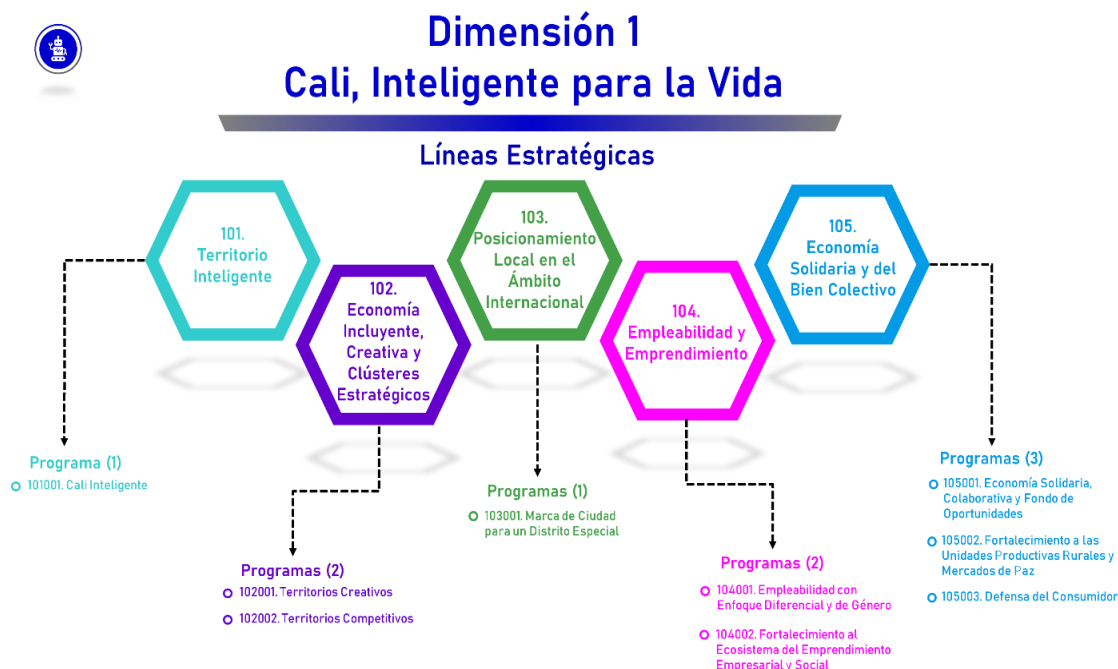 Dimensión 1
Cali, Inteligente para la Vida
Líneas Estratégicas
101.
Territorio
Inteligente
102.
Economía
Incluyente,
Creativa y
Clústeres
Estratégicos
103.
Posicionamiento
Local en el
Ámbito
Internacional
104.
Empleabilidad y
Emprendimiento
105.
Economía
Solidaria y del
Bien Colectivo
Programa (1)
101001. Cali Inteligente
Programas (2)
102001. Territorios Creativos
102002. Territorios Competitivos
Programas (1)
103001. Marca de Ciudad
para un Distrito Especial
Programas (2)
104001. Empleabilidad con
Enfoque Diferencial y de Género
104002. Fortalecimiento al
Ecosistema del Emprendimiento
Empresarial y Social
Programas (3)
105001. Economía Solidaria,
Colaborativa y Fondo de
Oportunidades
105002. Fortalecimiento a las
Unidades Productivas Rurales y
Mercados de Paz
105003. Defensa del Consumidor